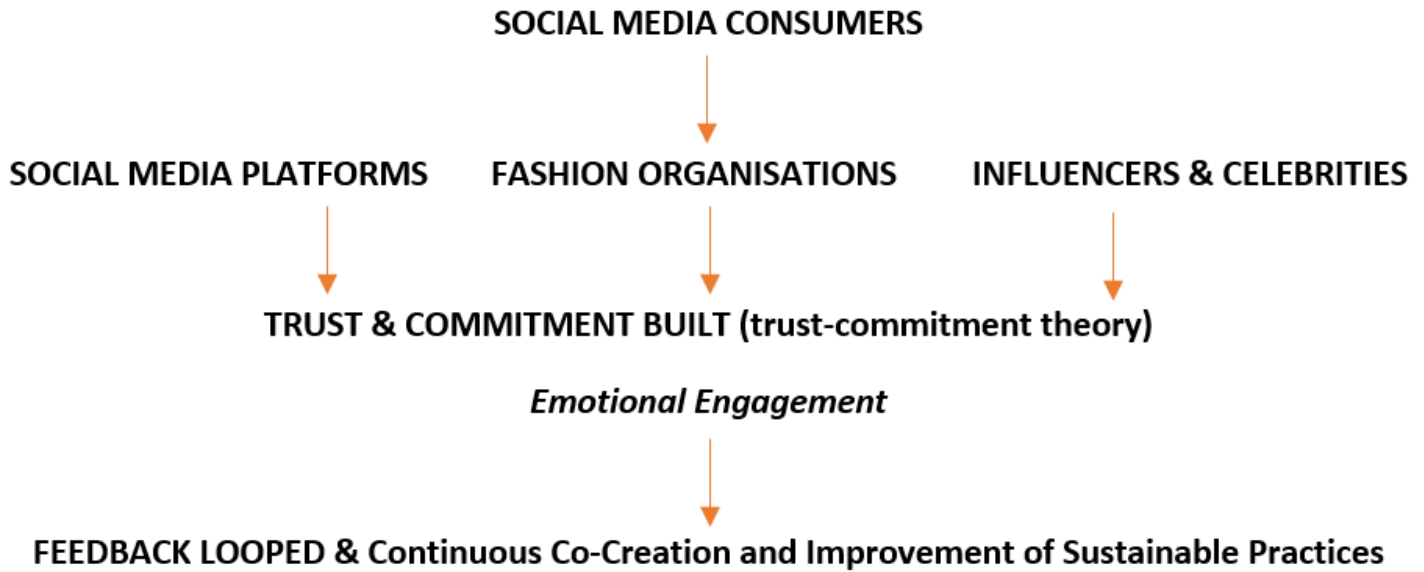 SOCIAL MEDIA CONSUMERS
SOCIAL MEDIA PLATFORMS
FASHION ORGANISATIONS
INFLUENCERS & CELEBRITIES
TRUST & COMMITMENT BUILT (trust-commitment theory)
Emotional Engagement
FEEDBACK LOOPED & Continuous Co-Creation and Improvement of Sustainable Practices